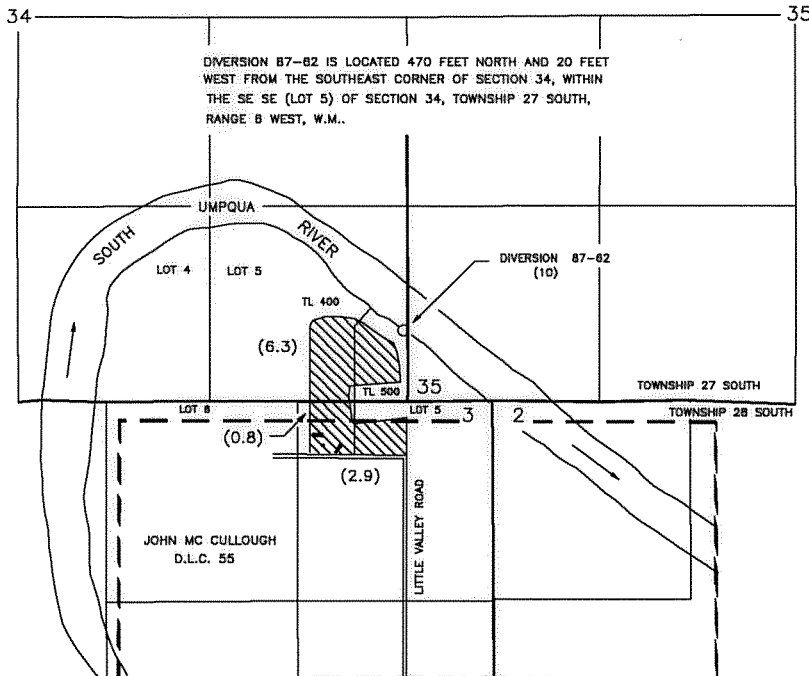 34
35
DIVERSION 87-62 IS LOCATED 470 FEET NORTH AND 20 FEET
WEST FROM THE SOUTHEAST CORNER OF SECTION 34, WITHIN
THE SE SE (LOT 5) OF SECTION 34, TOWNSHIP 27 SOUTH,
RANGE 6 WEST, W.M..
SOUTH UMPQUA RIVER
LOT 4
LOT 5
DIVERSION 87-62
(10)
TL 400
(6.3)
TL 500
35
TOWNSHIP 27 SOUTH
LOT 6
LOT 5
3
2
TOWNSHIP 28 SOUTH
(0.8)
(2.9)
LITTLE VALLEY ROAD
JOHN MC CULLOUGH
D.L.C. 55